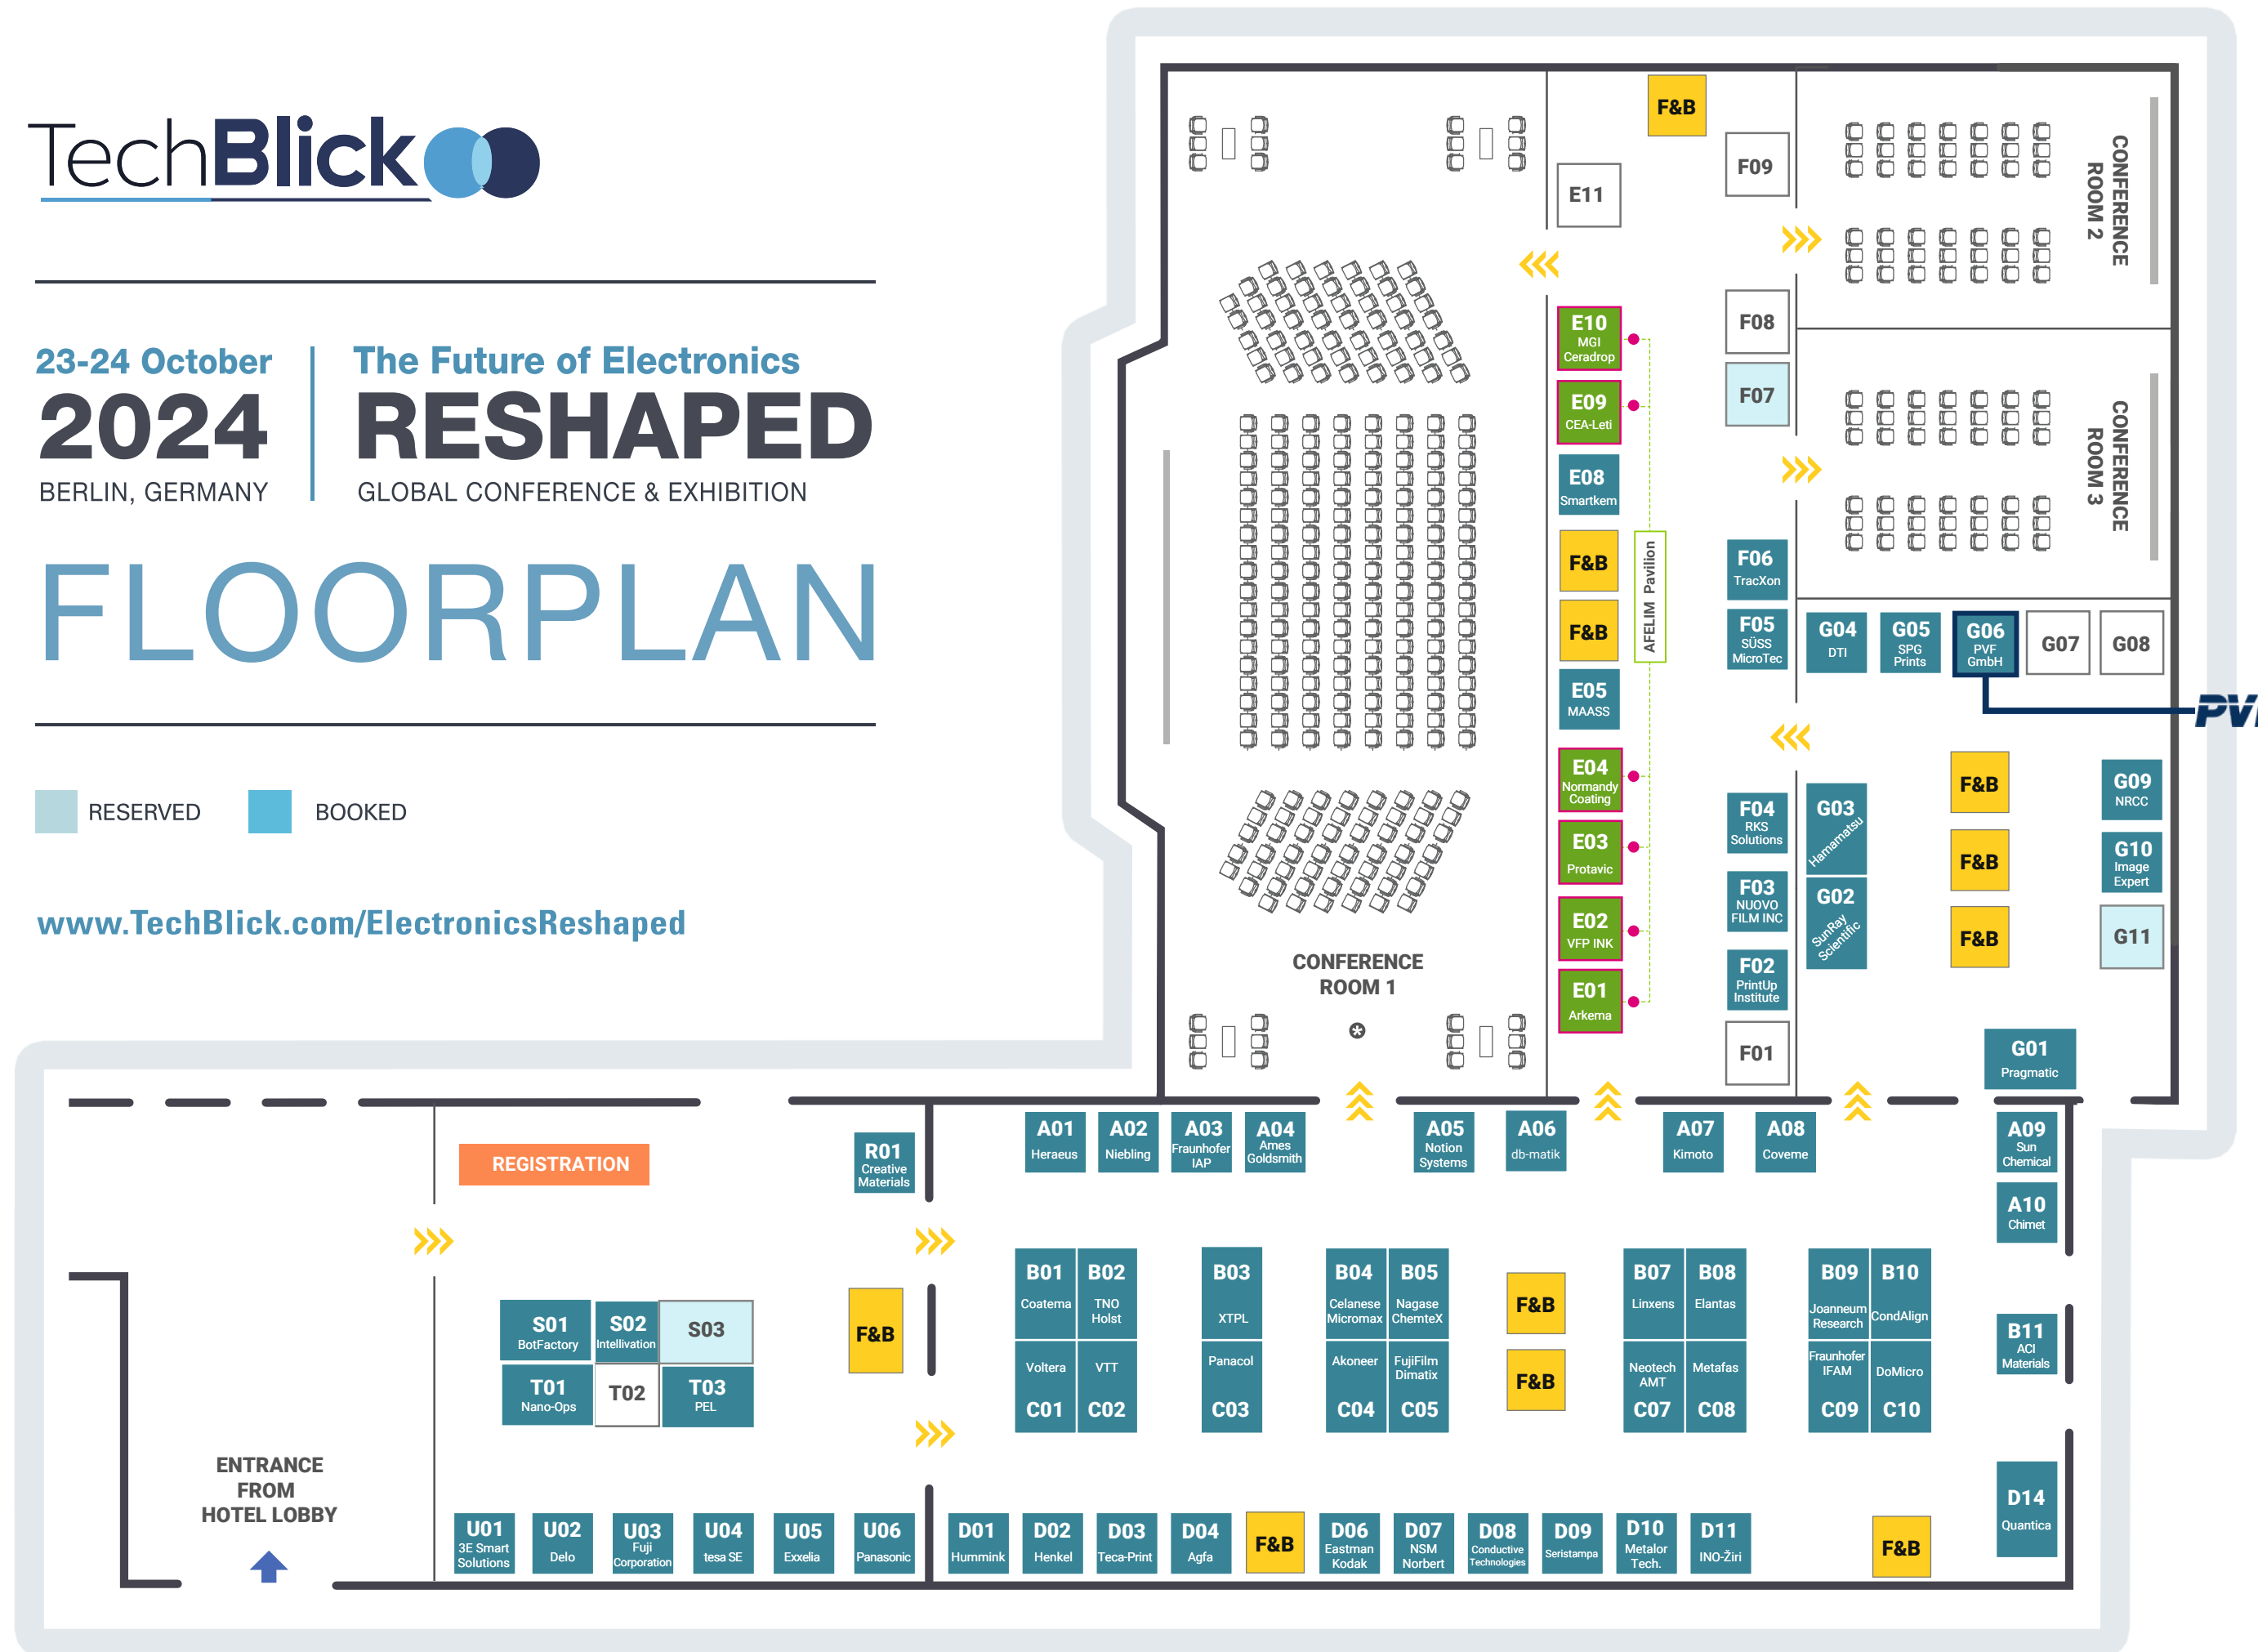 TechBlick
23-24 October
2024
BERLIN, GERMANY
The Future of Electronics
RESHAPED
GLOBAL CONFERENCE & EXHIBITION
FLOORPLAN
RESERVED
BOOKED
www.TechBlick.com/ElectronicsReshaped
F&B
E11
F09
CONFERENCE
ROOM 2
F08
F07
CONFERENCE
ROOM 3
E10
MGI
Ceradrop
E09
CEA-Leti
E08
Smartkem
F&B
F&B
E05
MAASS
AFELIM Pavilion
E04
Normandy
Coating
E03
Protavic
E02
VFP INK
E01
Arkema
F06
TracXon
F05
SÜSS
MicroTec
G04
DTI
G05
SPG
Prints
G06
PVF
GmbH
G07
G08
PVF
F04
RKS
Solutions
F03
NUOVO
FILM INC
F02
PrintUp
Institute
F01
G03
Hamamatsu
G02
SunRay
Scientific
F&B
F&B
F&B
G09
NRCC
G10
Image
Expert
G11
G01
Pragmatic
CONFERENCE
ROOM 1
*
REGISTRATION
R01
Creative
Materials
A01
Heraeus
A02
Niebling
A03
Fraunhofer
IAP
A04
Ames
Goldsmith
A05
Notion
Systems
A06
db-matik
A07
Kimoto
A08
Coveme
A09
Sun
Chemical
A10
Chimet
S01
BotFactory
S02
Intellivation
S03
T01
Nano-Ops
T02
T03
PEL
F&B
B01
Coatema
B02
TNO
Holst
B03
XTPL
B04
Celanese
Micromax
B05
Nagase
ChemteX
F&B
B07
Linxens
B08
Elantas
B09
Joanneum
Research
B10
CondAlign
B11
ACI
Materials
Voltera
C01
VTT
C02
Panacol
C03
Akoneer
C04
FujiFilm
Dimatix
C05
F&B
Neotech
AMT
C07
Metafas
C08
Fraunhofer
IFAM
C09
DoMicro
C10
ENTRANCE
FROM
HOTEL LOBBY
U01
3E Smart
Solutions
U02
Delo
U03
Fuji
Corporation
U04
tesa SE
U05
Exxelia
U06
Panasonic
D01
Hummink
D02
Henkel
D03
Teca-Print
D04
Agfa
F&B
D06
Eastman
Kodak
D07
NSM
Norbert
D08
Conductive
Technologies
D09
Seristampa
D10
Metalor
Tech.
D11
INO-Žiri
F&B
D14
Quantica